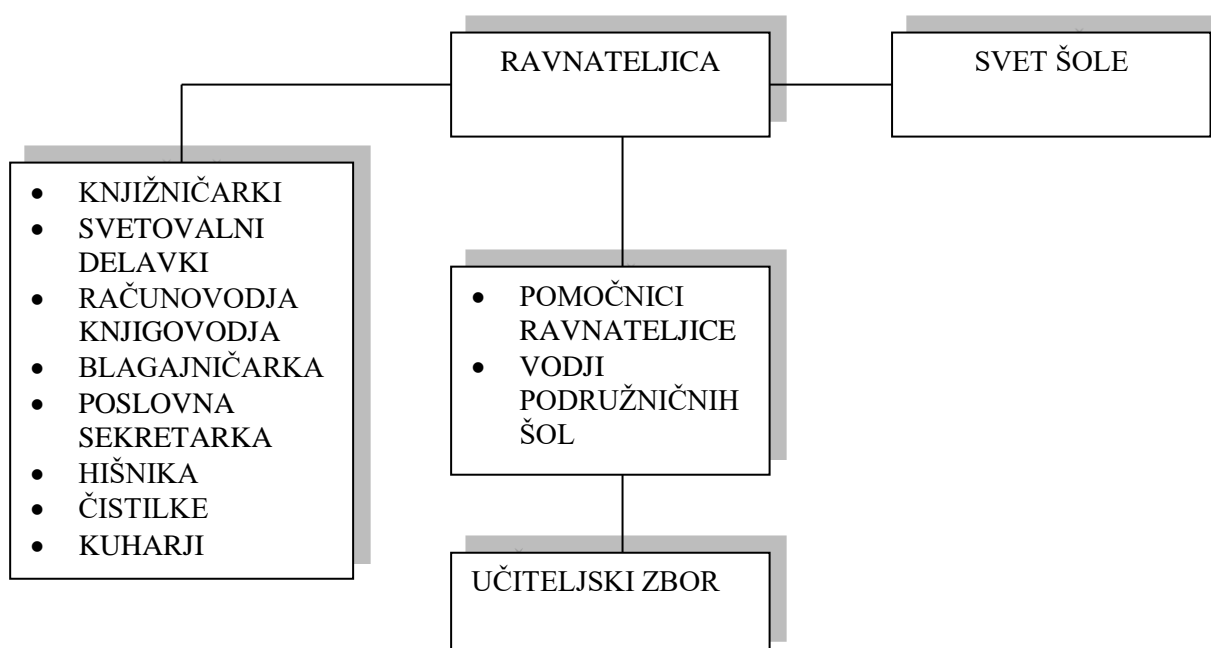 RAVNATELJICA
SVET ŠOLE
• KNJIŽNIČARKI
• SVETOVALNI
DELAVKI
• RAČUNOVODJA
KNJIGOVODJA
• BLAGAJNIČARKA
• POSLOVNA
SEKRETARKA
• HIŠNIKA
• ČISTILKE
• KUHARJI
• POMOČNICI
RAVNATELJICE
• VODJI
PODRUŽNIČNIH
ŠOL
UČITELJSKI ZBOR